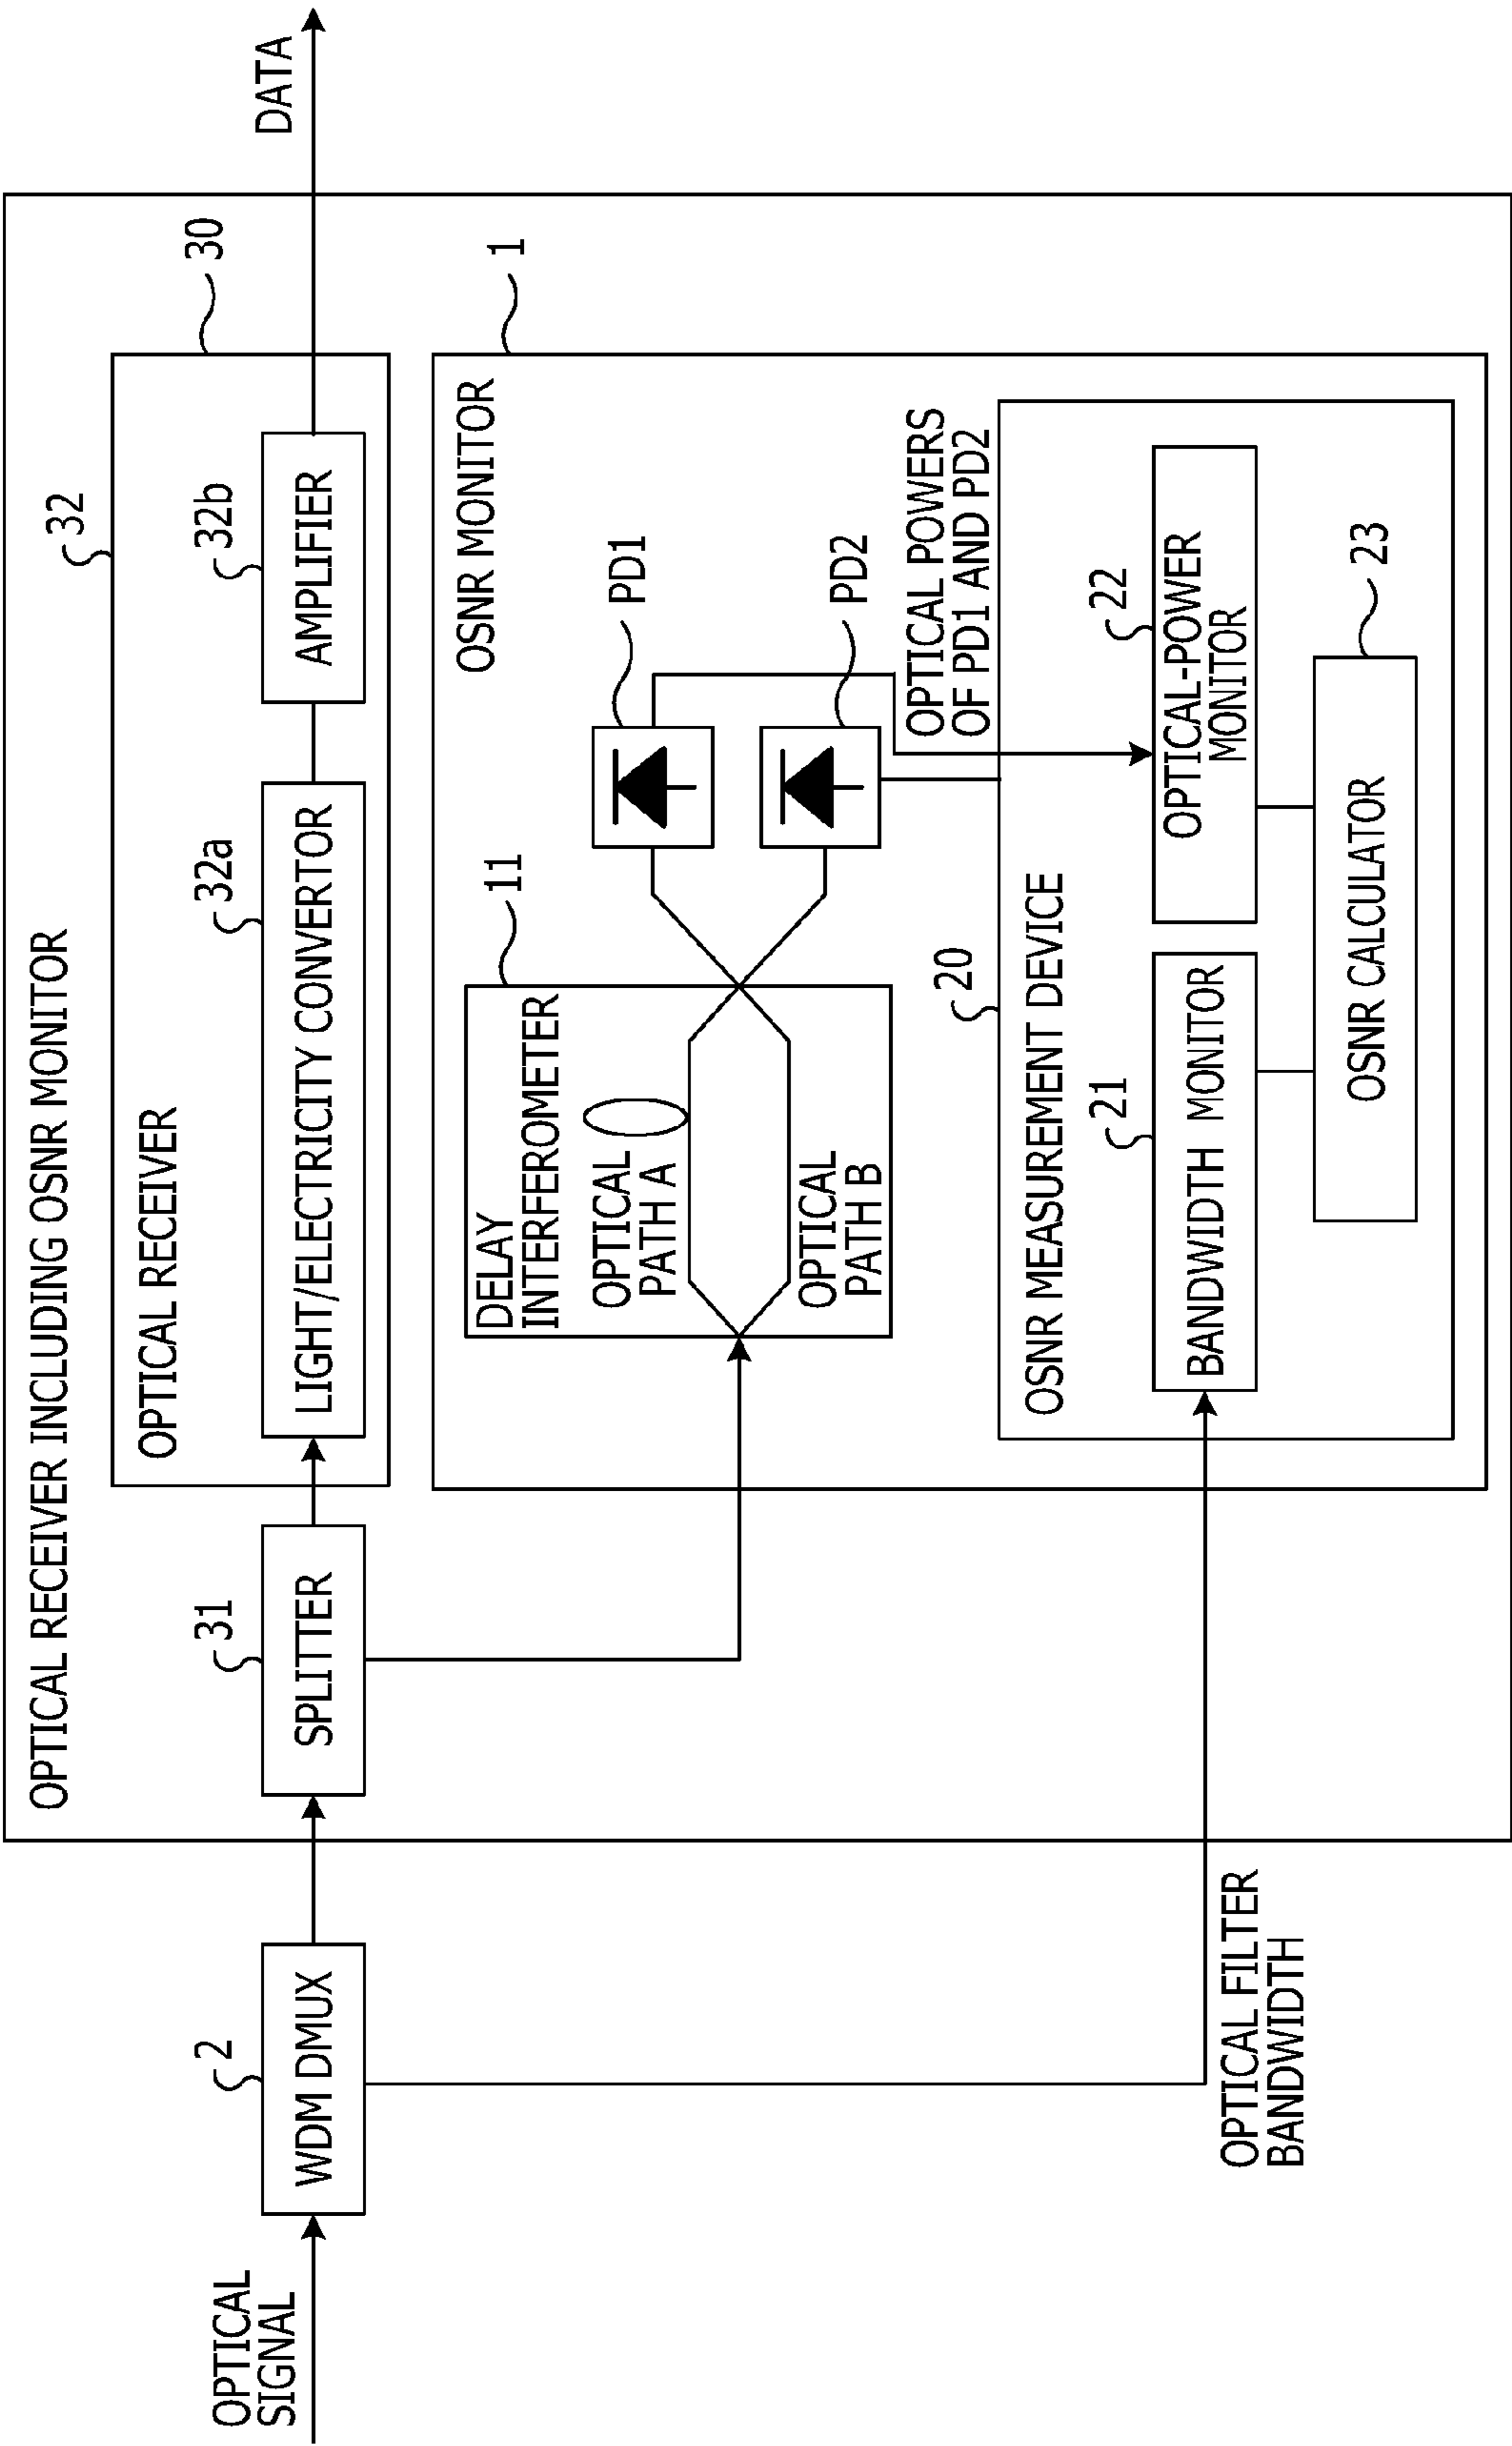 OPTICAL RECEIVER INCLUDING OSNR MONITOR
30
32
OPTICAL
SIGNAL
2
WDM DMUX
31
SPLITTER
OPTICAL RECEIVER
32a
LIGHT/ELECTRICITY CONVERTOR
32b
AMPLIFIER
DATA
1
OSNR MONITOR
11
DELAY
INTERFEROMETER
OPTICAL
PATH A
OPTICAL
PATH B
PD1
PD2
OPTICAL POWERS
OF PD1 AND PD2
20
OSNR MEASUREMENT DEVICE
21
BANDWIDTH MONITOR
22
OPTICAL-POWER
MONITOR
23
OSNR CALCULATOR
OPTICAL FILTER
BANDWIDTH